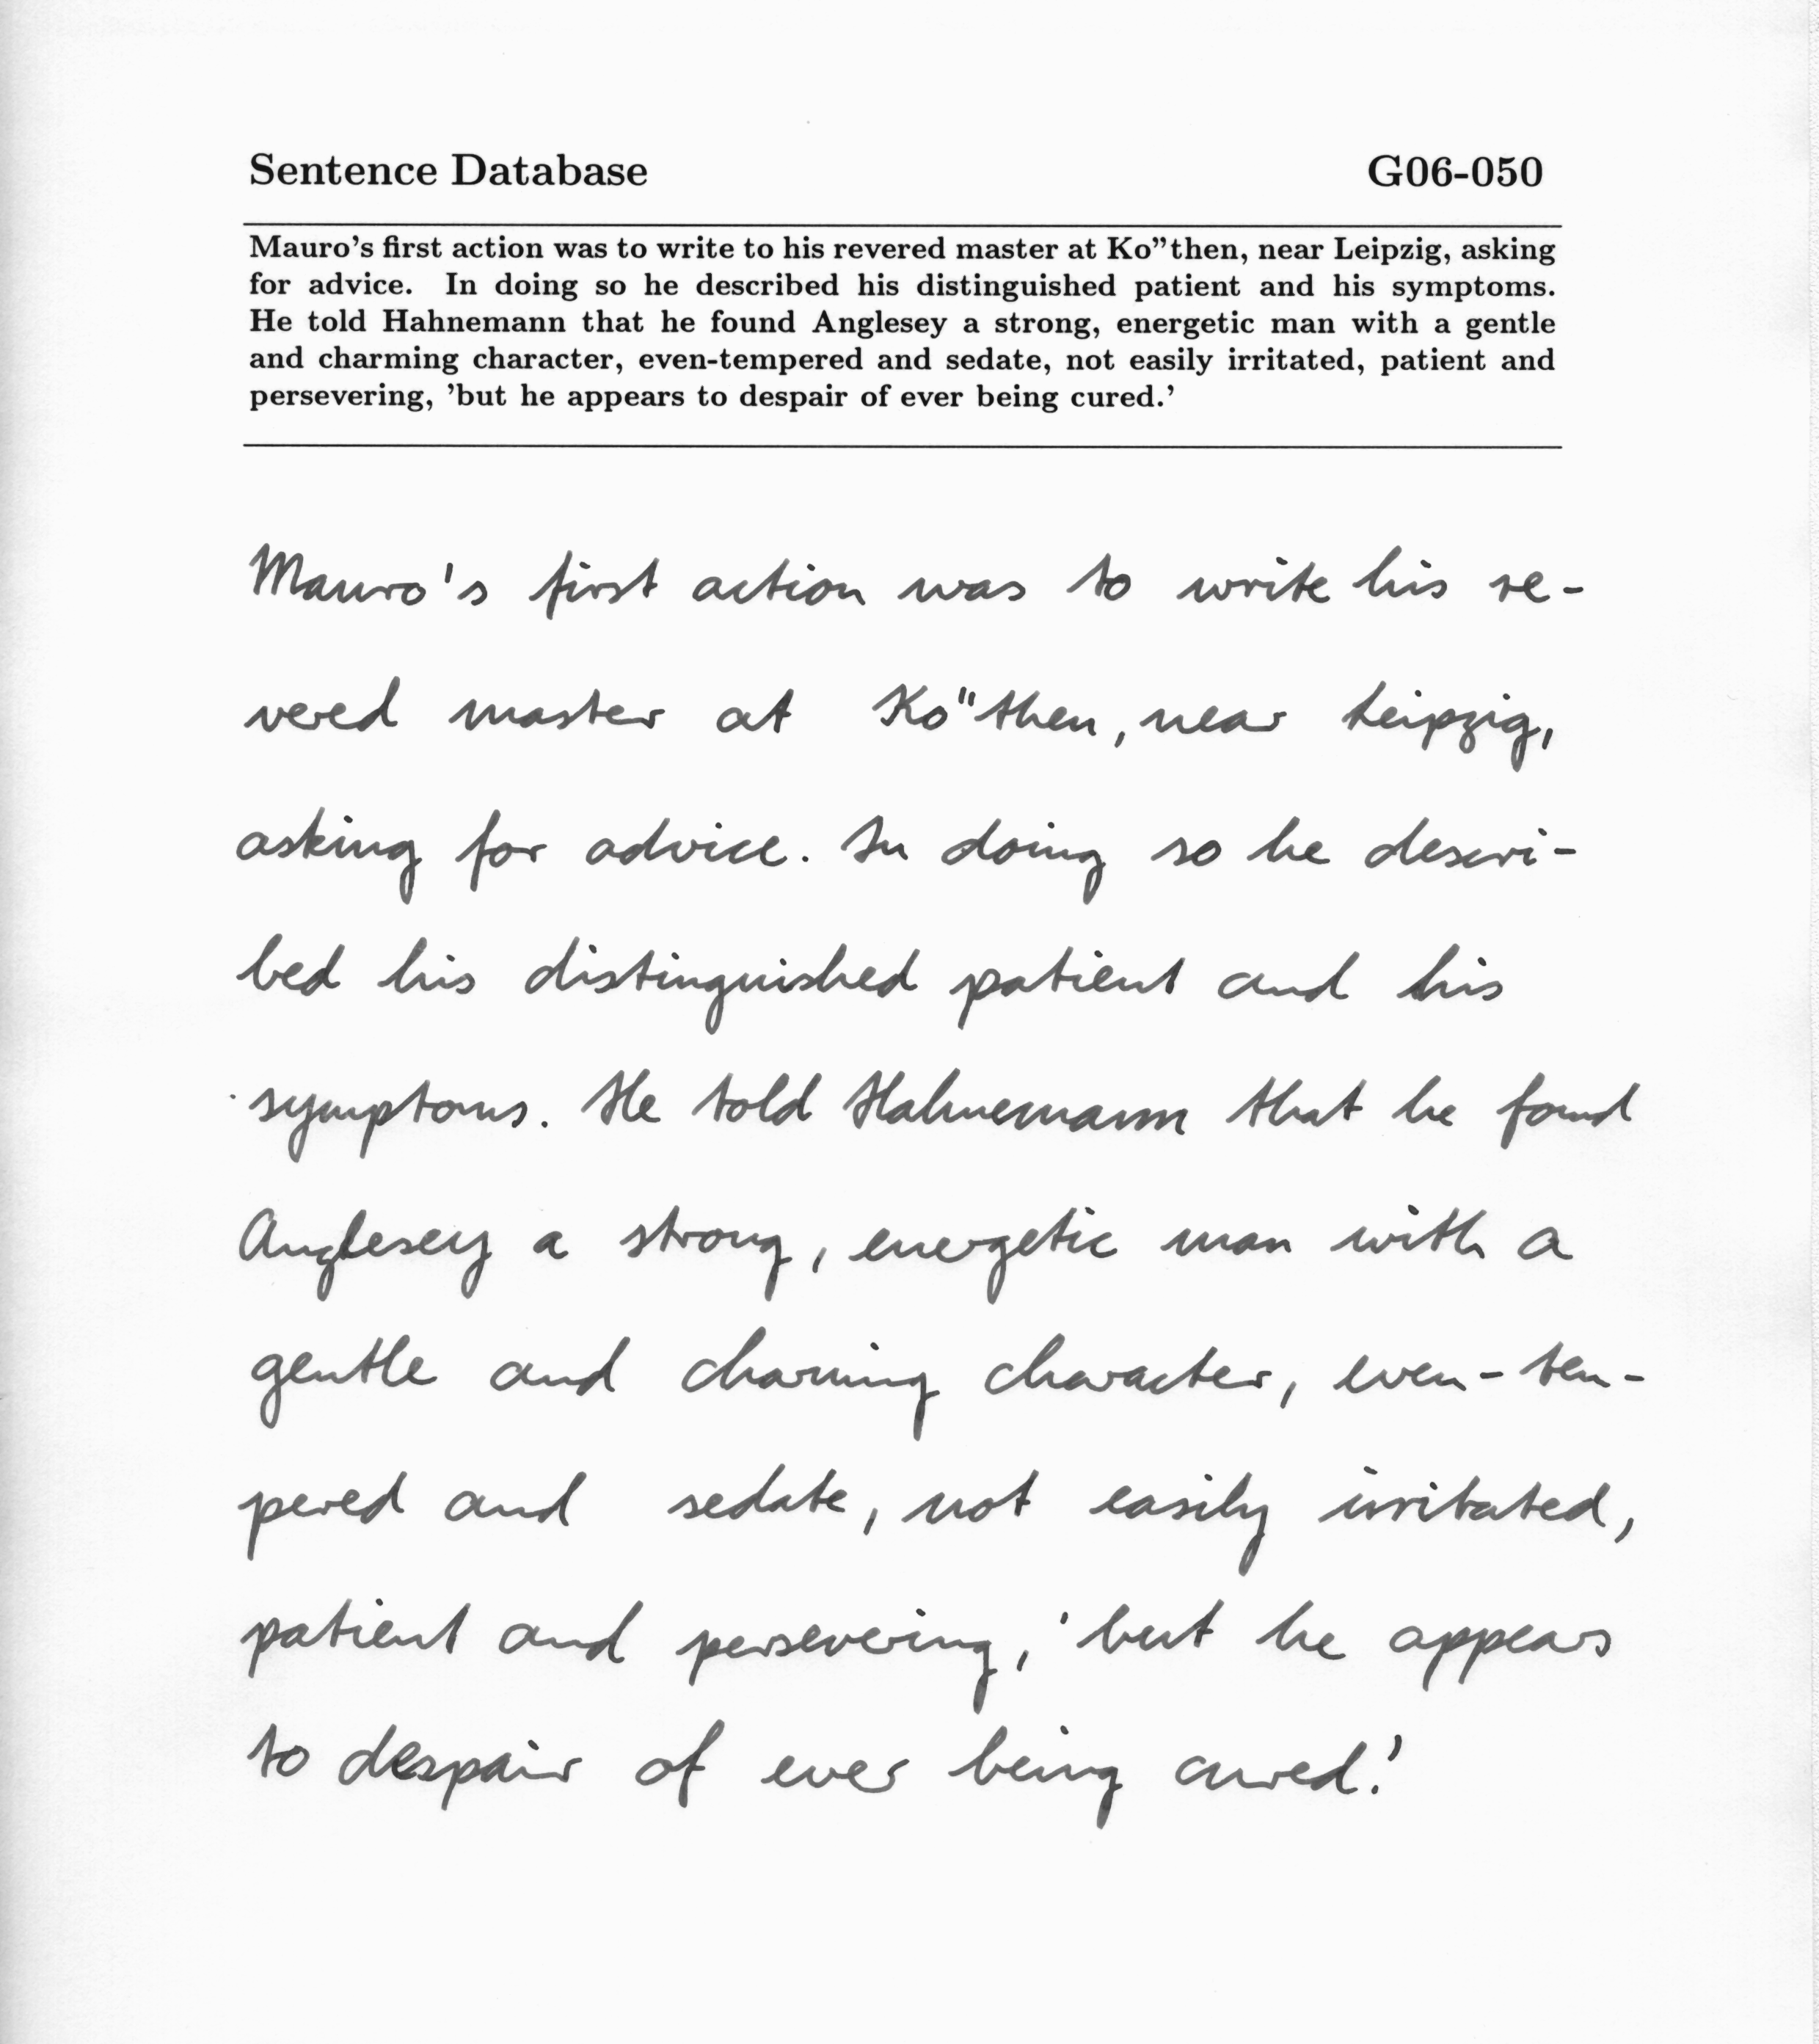 Sentence Database G06-050
Mauro's first action was to write to his revered master at Ko"then, near Leipzig, asking
for advice. In doing so he described his distinguished patient and his symptoms.
He told Hahnemann that he found Anglesey a strong, energetic man with a gentle
and charming character, even-tempered and sedate, not easily irritated, patient and
persevering, 'but he appears to despair of ever being cured.'
Mauro's first action was to write his re-
vered master at Ko"then, near Leipzig,
asking for advice. In doing so he descri-
bed his distinguished patient and his
symptoms. He told Hahnemann that he found
Anglesey a strong, energetic man with a
gentle and charming character, even-tem-
pered and sedate, not easily irritated,
patient and persevering, 'but he appears
to despair of ever being cured.'